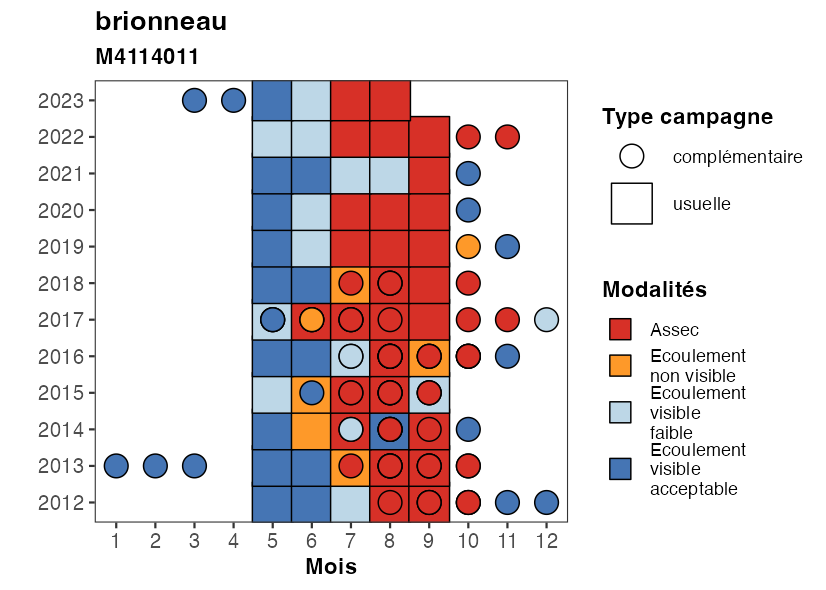 brionneau
M4114011
2023
2022
2021
2020
2019
2018
2017
2016
2015
2014
2013
2012
1 2 3 4 5 6 7 8 9 10 11 12
Mois
Type campagne
complémentaire
usuelle
Modalités
Assec
Ecoulement
non visible
Ecoulement
visible
faible
Ecoulement
visible
acceptable